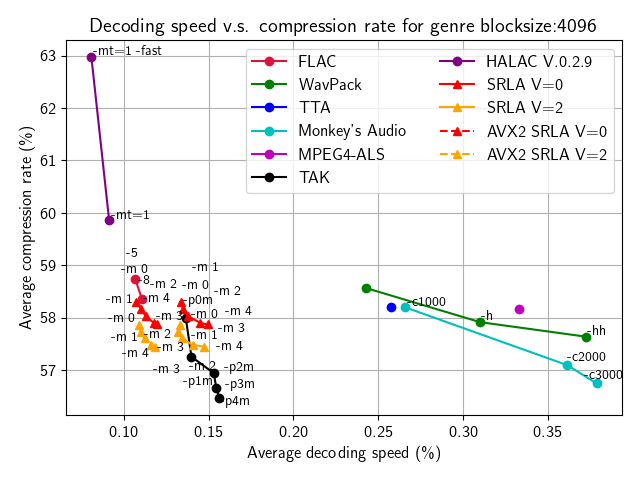 Decoding speed v.s. compression rate for genre blocksize:4096
Average compression rate (%)
63
62
61
60
59
58
57
FLAC
WavPack
TTA
Monkey's Audio
MPEG4-ALS
TAK
HALAC V.0.2.9
SRLA V=0
SRLA V=2
AVX2 SRLA V=0
AVX2 SRLA V=2
-mt=1 -fast
-mt=1
-5
-m 0
-8
-m 1
-m 2
-m 0
-m 2
-m 1
-m 4
-p0m
-c1000
-m 0
-m 3
-m 0
-m 4
-h
-m 3
-hh
-m 1
-m 2
-m 1
-m 4
-m 3
-m 4
-c2000
-m 3
-m 2
-p2m
-c3000
-p1m
-p3m
-p4m
0.10
0.15
0.20
0.25
0.30
0.35
Average decoding speed (%)